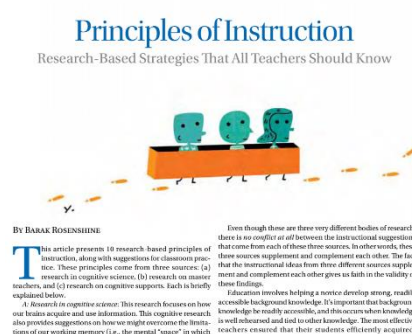 Principles of Instruction
Research-Based Strategies That All Teachers Should Know
BY BARAK ROSENSHINE
This article presents 10 research-based principles of
instruction, along with suggestions for classroom prac-
tice. These principles come from three sources: (a)
research in cognitive science, (b) research on master
teachers, and (c) research on cognitive supports. Each is briefly
explained below.
A: Research in cognitive science: This research focuses on how
our brains acquire and use information. This cognitive research
also provides suggestions on how we might overcome the limita-
tions of our working memory (i.e., the mental "space" in which
Even though these are three very different bodies of research
there is no conflict at all between the instructional suggestion
that come from each of these three sources. In other words, these
three sources supplement and complement each other. The fac
that the instructional ideas from three different sources supple
ment and complement each other gives us faith in the validity o
these findings.
Education involves helping a novice develop strong, readil
accessible background knowledge. It's important that background
knowledge be readily accessible, and this occurs when knowledg
is well rehearsed and tied to other knowledge. The most effectiv
teachers ensured that their students efficiently acquired